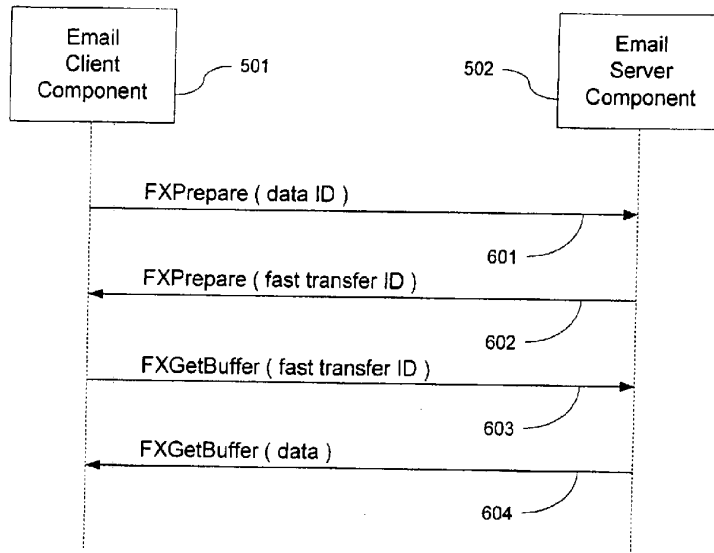 Email
Client
Component
501
502
Email
Server
Component
FXPrepare ( data ID )
601
FXPrepare ( fast transfer ID )
602
FXGetBuffer ( fast transfer ID )
603
FXGetBuffer ( data )
604